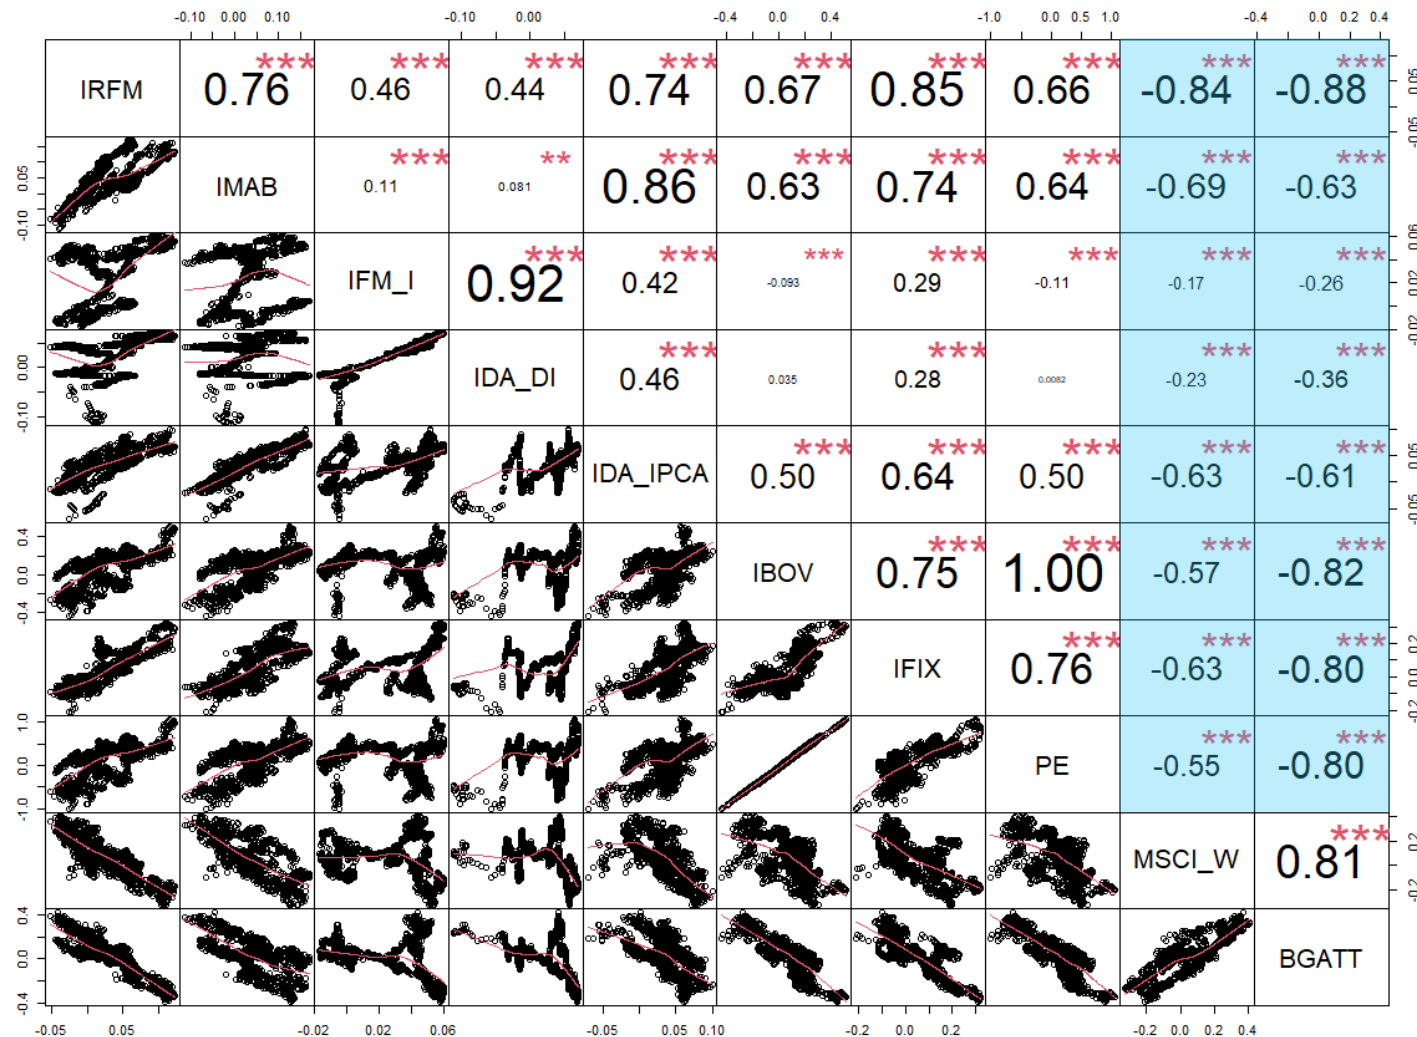 -0.10 0.00 0.00 -0.10 0.00 -0.4 0.0 0.4 -1.0 0.0 0.5 1.0 -0.4 0.0 0.2 0.4
IRFM 0.76 *** 0.46 *** 0.44 *** 0.74 *** 0.67 *** 0.85 *** 0.66 *** -0.84 *** -0.88 *** -0.05 0.05
-0.10 0.05 IMAB 0.11 *** 0.081 ** 0.86 *** 0.63 *** 0.74 *** 0.64 *** -0.69 *** -0.63 ***
IFM_I 0.92 *** 0.42 *** -0.093 *** 0.29 *** -0.11 *** -0.17 *** -0.26 *** -0.02 0.02 0.06
-0.10 0.00 IDA_DI 0.46 *** 0.035 0.28 *** 0.0082 -0.23 *** -0.36 ***
IDA_IPCA 0.50 *** 0.64 *** 0.50 *** -0.63 *** -0.61 *** -0.05 0.05
-0.4 0.0 0.4 IBOV 0.75 *** 1.00 *** -0.57 *** -0.82 ***
IFIX 0.76 *** -0.63 *** -0.80 *** -0.2 0.0 0.2
-1.0 0.0 1.0 PE -0.55 *** -0.80 ***
MSCI_W 0.81 *** -0.2 0.2
-0.4 0.0 0.4 BGATT
-0.05 0.05 -0.02 0.02 0.06 -0.05 0.05 0.10 -0.2 0.0 0.2 -0.2 0.0 0.2 0.4